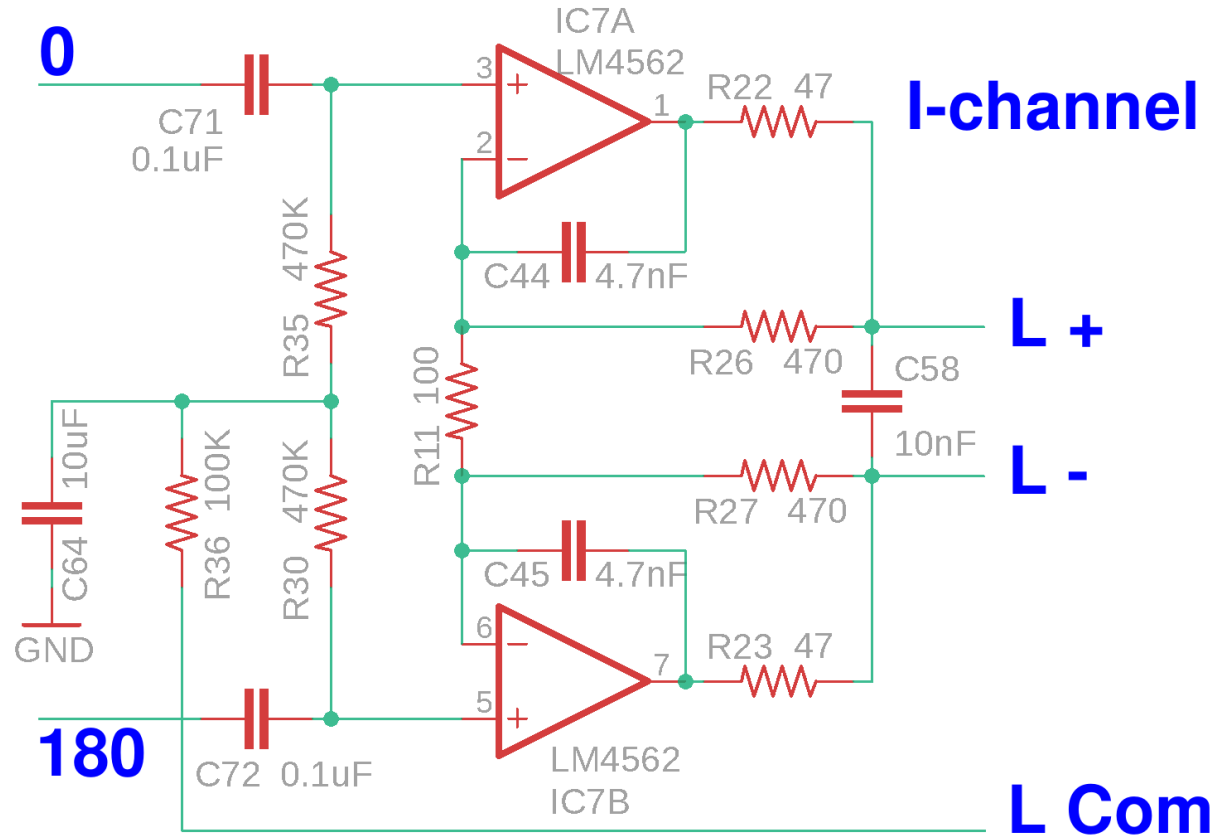 0
IC7A
LM4562
C71
0.1uF
3
+
2
−
1
R22 47
I-channel
470K
R35
C44 4.7nF
L +
R26 470
C58
10nF
R11 100
L -
R27 470
10uF
C64
GND
100K
R36
470K
R30
C45 4.7nF
6
−
7
R23 47
5
+
180
C72 0.1uF
LM4562
IC7B
L Com